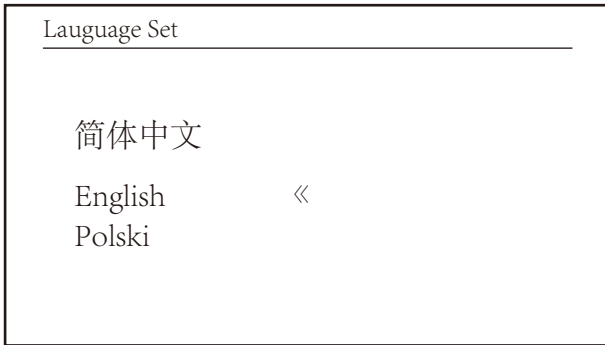 Lauguage Set
简体中文
English 《
Polski